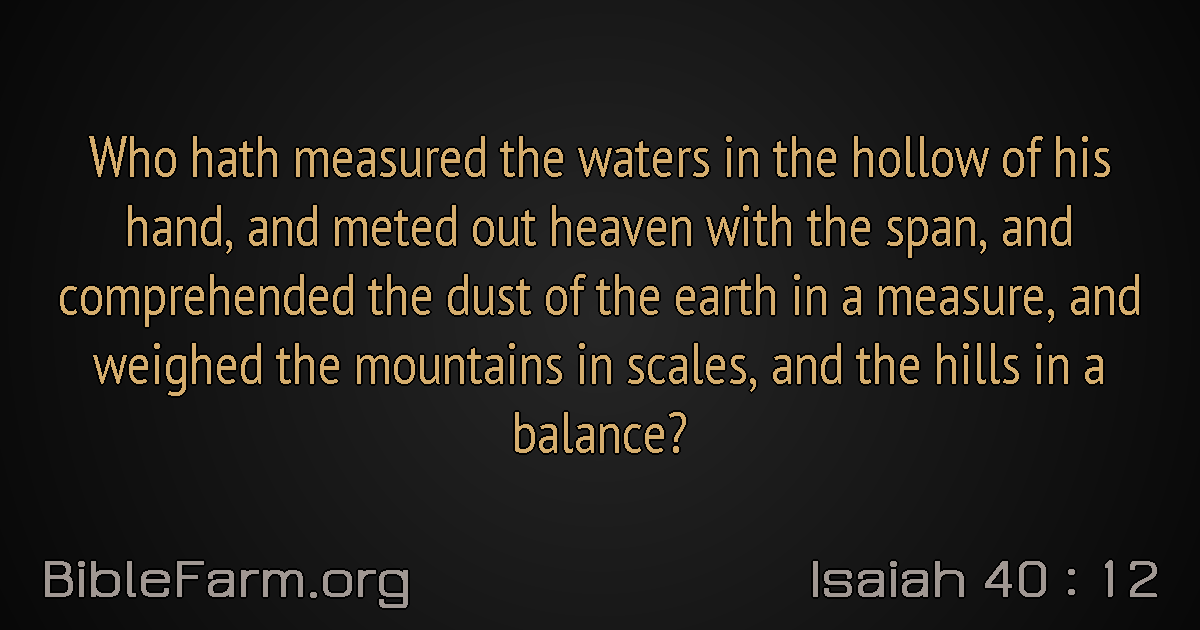 Who hath measured the waters in the hollow of his
hand, and meted out heaven with the span, and
comprehended the dust of the earth in a measure, and
weighed the mountains in scales, and the hills in a
balance?
BibleFarm.org
Isaiah 40 : 12